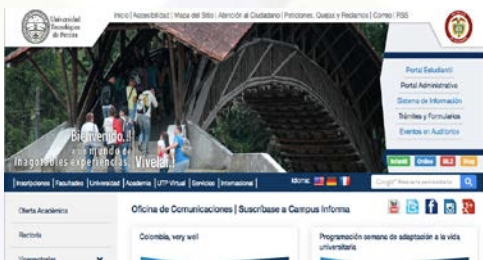 Universidad
Tecnológica
de Pereira
Inicio | Accesibilidad | Mapa del Sitio | Atención al Ciudadano | Peticiones, Quejas y Reclamos | Correo | RSS
Portal Estudiantil
Portal Administrativo
Sistema de Información
Trámites y Formularios
Eventos en Auditorios
Bienvenido.!!
a un mundo de
inagotables experiencias, Vívela.!
| Inscripciones | Facultades | Universidad | Academia | UTP Virtual | Servicios | Internacional |
Idioma:
Oferta Académica
Oficina de Comunicaciones | Suscríbase a Campus Informa
Rectoría
Colombia, very well
Programación semana de adaptación a la vida
universitaria
Vicerrectorías